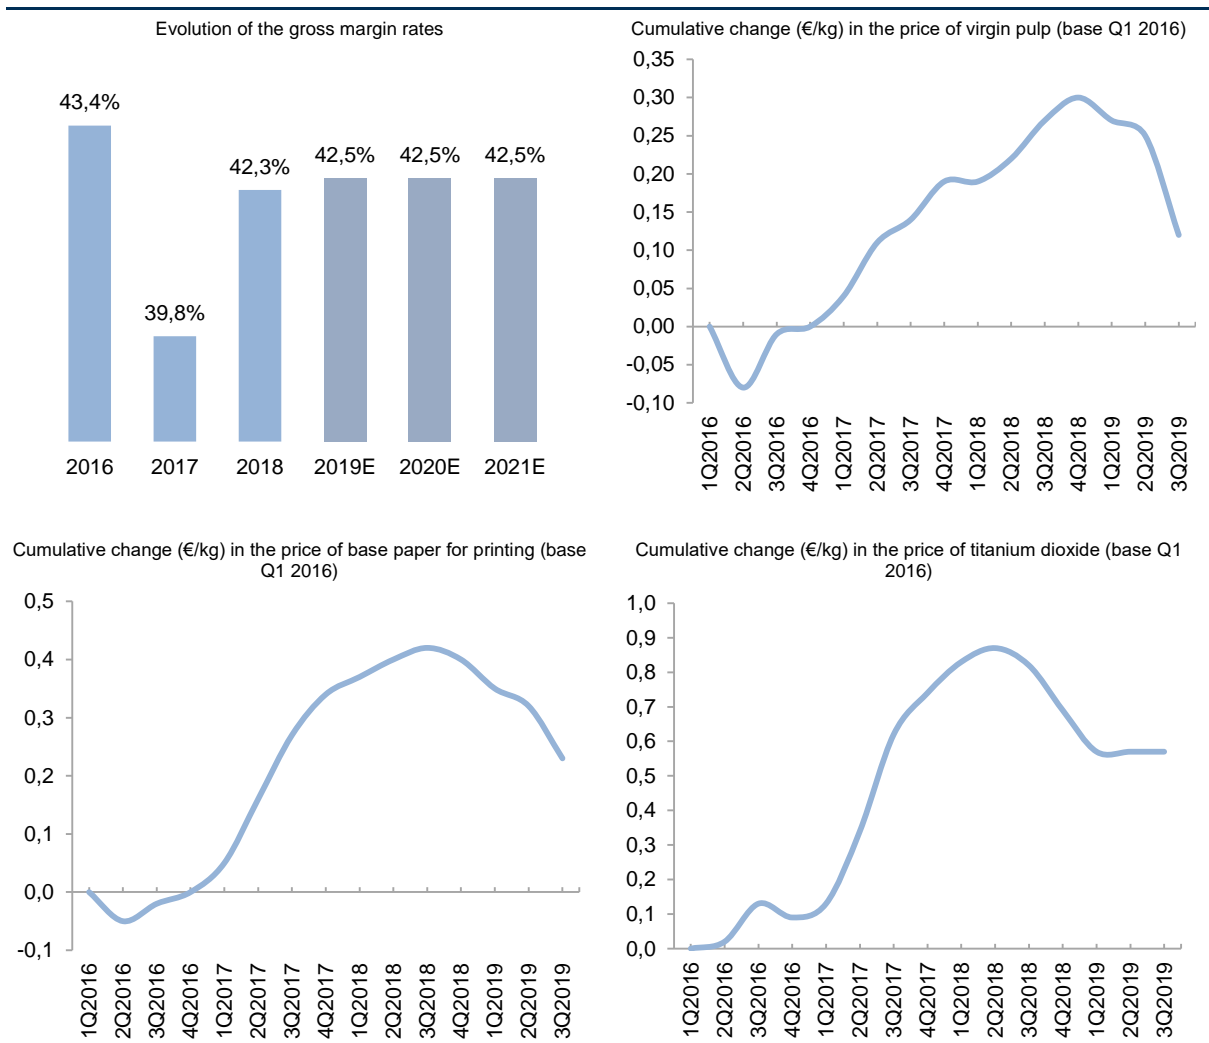 Evolution of the gross margin rates
43,4%
39,8%
42,3%
42,5%
42,5%
42,5%
2016
2017
2018
2019E
2020E
2021E
Cumulative change (€/kg) in the price of virgin pulp (base Q1 2016)
0,35
0,30
0,25
0,20
0,15
0,10
0,05
0,00
-0,05
-0,10
1Q2016
2Q2016
3Q2016
4Q2016
1Q2017
2Q2017
3Q2017
4Q2017
1Q2018
2Q2018
3Q2018
4Q2018
1Q2019
2Q2019
3Q2019
Cumulative change (€/kg) in the price of base paper for printing (base
Q1 2016)
0,5
0,4
0,3
0,2
0,1
0,0
-0,1
1Q2016
2Q2016
3Q2016
4Q2016
1Q2017
2Q2017
3Q2017
4Q2017
1Q2018
2Q2018
3Q2018
4Q2018
1Q2019
2Q2019
3Q2019
Cumulative change (€/kg) in the price of titanium dioxide (base Q1
2016)
1,0
0,9
0,8
0,7
0,6
0,5
0,4
0,3
0,2
0,1
0,0
1Q2016
2Q2016
3Q2016
4Q2016
1Q2017
2Q2017
3Q2017
4Q2017
1Q2018
2Q2018
3Q2018
4Q2018
1Q2019
2Q2019
3Q2019